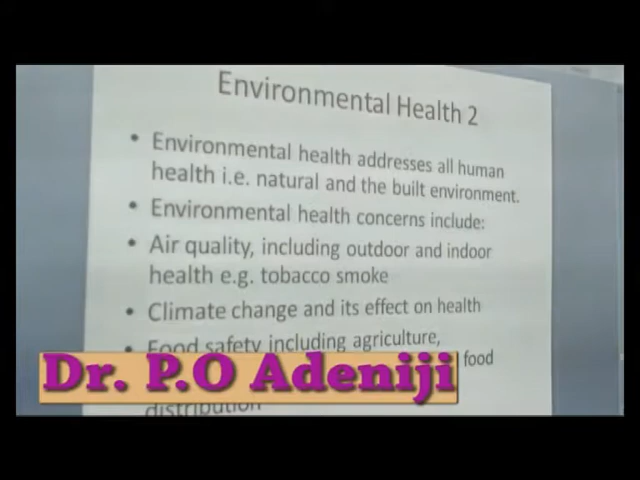 Environmental Health 2
• Environmental health addresses all human
health i.e. natural and the built environment.
• Environmental health concerns include:
• Air quality, including outdoor and indoor
health e.g. tobacco smoke
• Climate change and its effect on health
• Food safety including agriculture,
food
distribution
Dr. P.O Adeniji